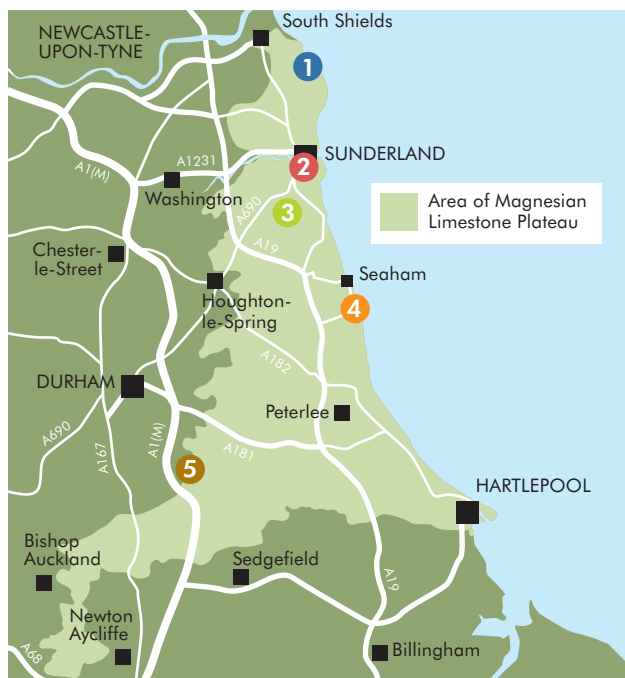 South Shields
NEWCASTLE-
UPON-TYNE
1
A1231
SUNDERLAND
A1(M)
2
Washington
Area of Magnesian
Limestone Plateau
A690
3
A19
Chester-
le-Street
Seaham
Houghton-
le-Spring
4
A182
DURHAM
Peterlee
A690
A167
A1(M)
A181
5
HARTLEPOOL
Bishop
Auckland
Sedgefield
A19
Newton
Aycliffe
A68
Billingham